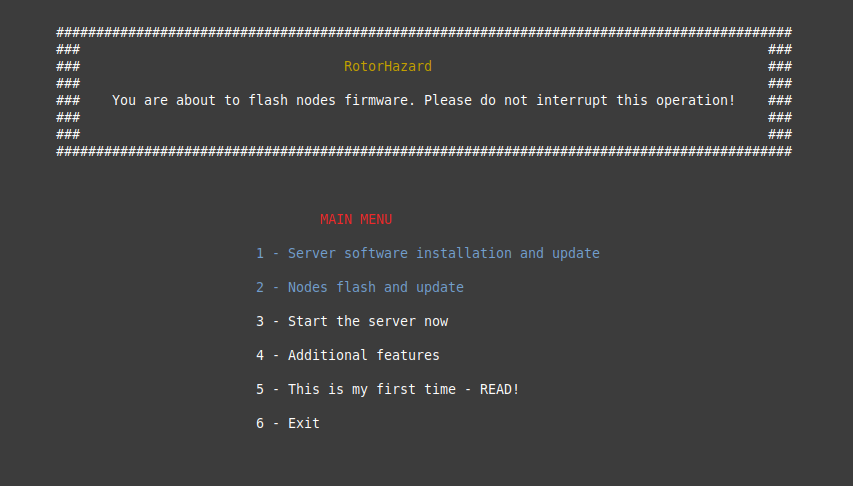 ############################################################################################
### ###
### RotorHazard ###
### ###
### You are about to flash nodes firmware. Please do not interrupt this operation! ###
### ###
### ###
############################################################################################
MAIN MENU
1 - Server software installation and update
2 - Nodes flash and update
3 - Start the server now
4 - Additional features
5 - This is my first time - READ!
6 - Exit